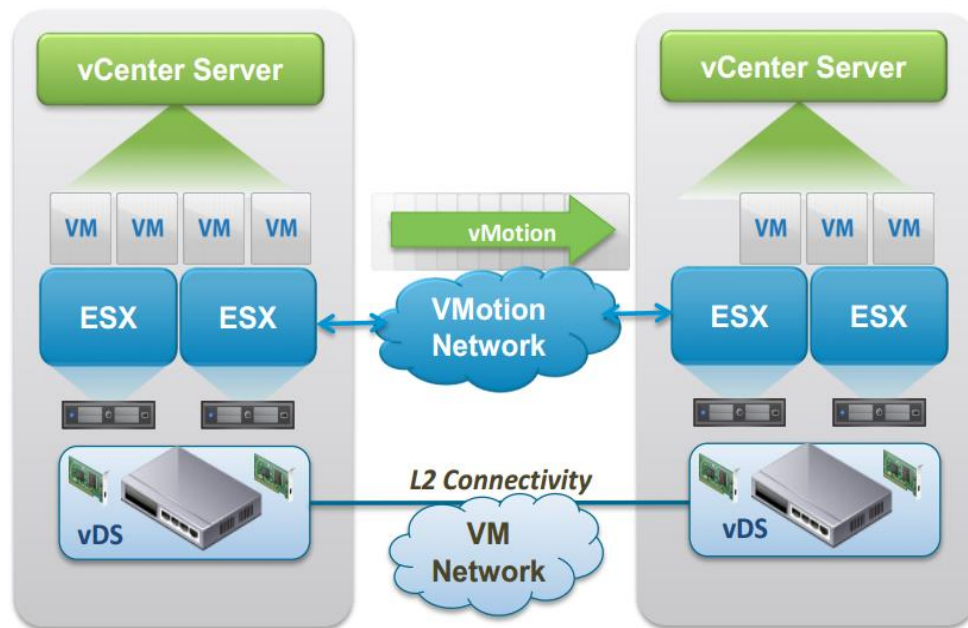 vCenter Server
vCenter Server
VM VM VM VM
vMotion
VM VM VM
ESX ESX
VMotion
Network
ESX ESX
L2 Connectivity
vDS
VM
Network
vDS